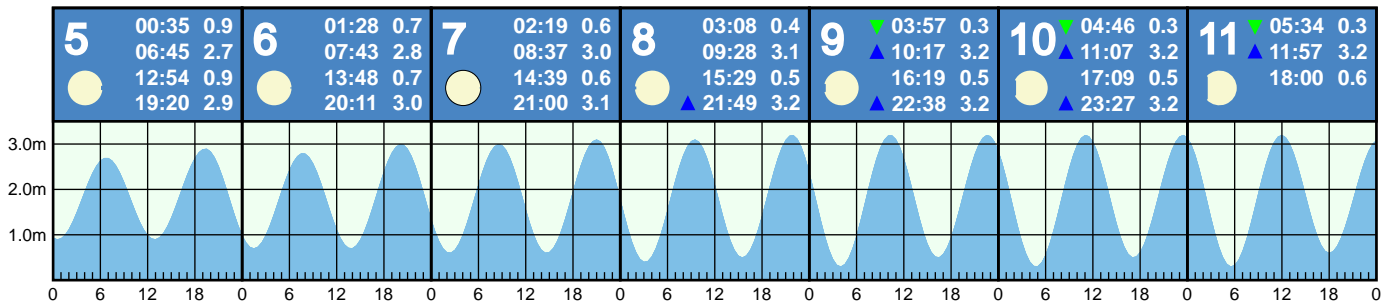 5
00:35 0.9
06:45 2.7
12:54 0.9
19:20 2.9
6
01:28 0.7
07:43 2.8
13:48 0.7
20:11 3.0
7
02:19 0.6
08:37 3.0
14:39 0.6
21:00 3.1
8
03:08 0.4
09:28 3.1
15:29 0.5
▲ 21:49 3.2
9
▼ 03:57 0.3
▲ 10:17 3.2
16:19 0.5
▲ 22:38 3.2
10
▼ 04:46 0.3
▲ 11:07 3.2
17:09 0.5
▲ 23:27 3.2
11
▼ 05:34 0.3
▲ 11:57 3.2
18:00 0.6
3.0m
2.0m
1.0m
0 6 12 18 0 6 12 18 0 6 12 18 0 6 12 18 0 6 12 18 0 6 12 18 0 6 12 18 0